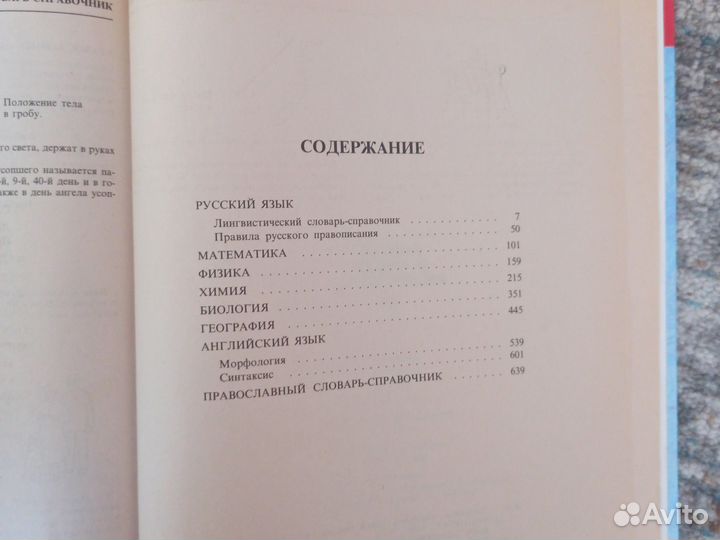 СПРАВОЧНИК
Положение тела
в гробу.
го света, держат в руках
усопшего называется па-
-й, 9-й, 40-й день и в го-
акже в день ангела усоп-
СОДЕРЖАНИЕ
РУССКИЙ ЯЗЫК
Лингвистический словарь-справочник . . . . . . . . . . 7
Правила русского правописания . . . . . . . . . . . . 50
МАТЕМАТИКА . . . . . . . . . . . . . . . . . . . . 101
ФИЗИКА . . . . . . . . . . . . . . . . . . . . . . 159
ХИМИЯ . . . . . . . . . . . . . . . . . . . . . . 215
БИОЛОГИЯ . . . . . . . . . . . . . . . . . . . . . 351
ГЕОГРАФИЯ . . . . . . . . . . . . . . . . . . . . 445
АНГЛИЙСКИЙ ЯЗЫК
Морфология . . . . . . . . . . . . . . . . . . . . 539
Синтаксис . . . . . . . . . . . . . . . . . . . . 601
ПРАВОСЛАВНЫЙ СЛОВАРЬ-СПРАВОЧНИК . . . . . . 639
Avito